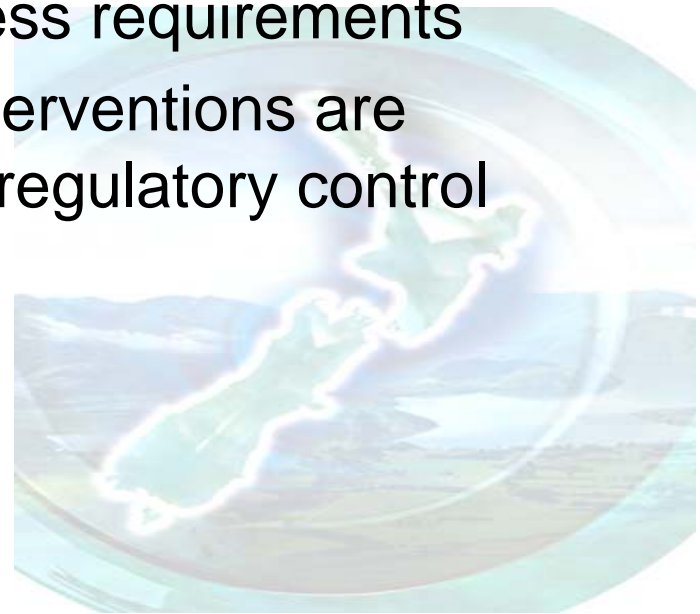 ess requirements
erventions are
regulatory control